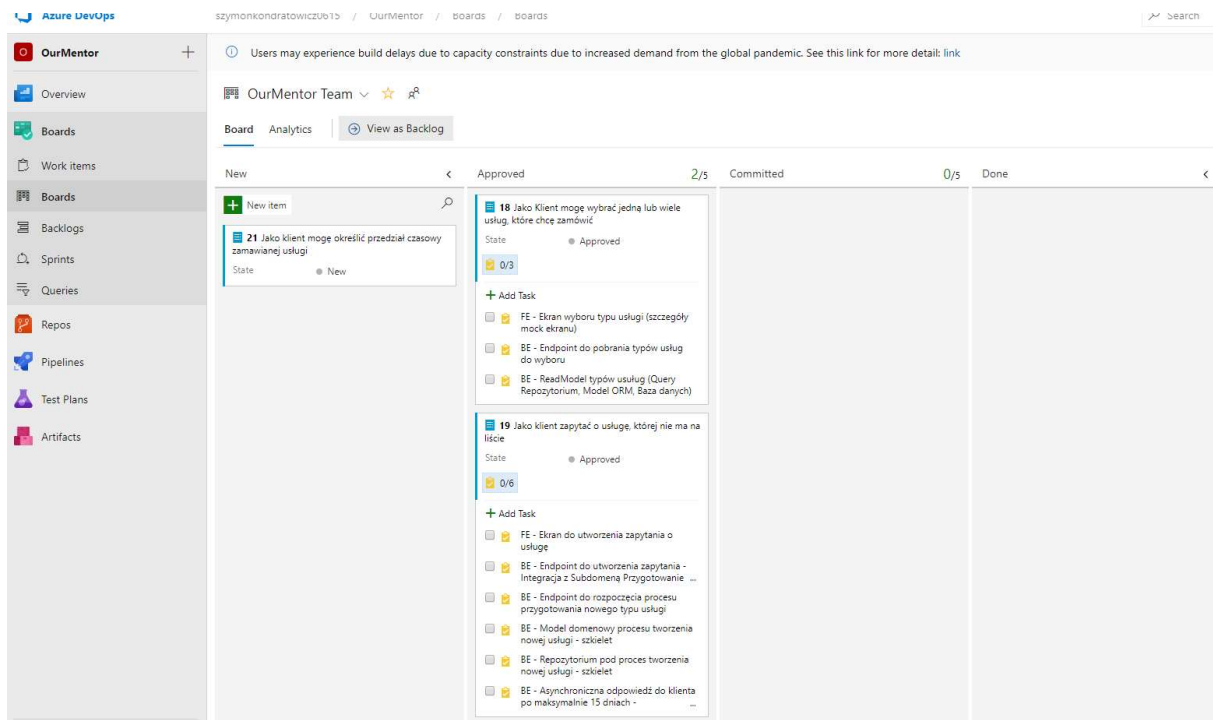 Azure DevOps
szymonkondratowicz0615 / OurMentor / Boards / Boards
Search
O OurMentor
Users may experience build delays due to capacity constraints due to increased demand from the global pandemic. See this link for more detail: link
Overview
Boards
Work items
Boards
Backlogs
Sprints
Queries
Repos
Pipelines
Test Plans
Artifacts
OurMentor Team
Board Analytics View as Backlog
New
New item
21 Jako klient mogę określić przedział czasowy
zamawianej usługi
State New
Approved 2/5
18 Jako Klient mogę wybrać jedną lub wiele
usług, które chcę zamówić
State Approved
0/3
+ Add Task
FE - Ekran wyboru typu usługi (szczegóły
mock ekranu)
BE - Endpoint do pobrania typów usług
do wyboru
BE - ReadModel typów usuług (Query
Repozytorium, Model ORM, Baza danych)
19 Jako klient zapytać o usługę, której nie ma na
liście
State Approved
0/6
+ Add Task
FE - Ekran do utworzenia zapytania o
usługę
BE - Endpoint do utworzenia zapytania -
Integracja z Subdomeną Przygotowanie ...
BE - Endpoint do rozpoczęcia procesu
przygotowania nowego typu usługi
BE - Model domenowy procesu tworzenia
nowej usługi - szkielet
BE - Repozytorium pod proces tworzenia
nowej usługi - szkielet
BE - Asynchroniczna odpowiedź do klienta
po maksymalnie 15 dniach - ...
Committed 0/5
Done